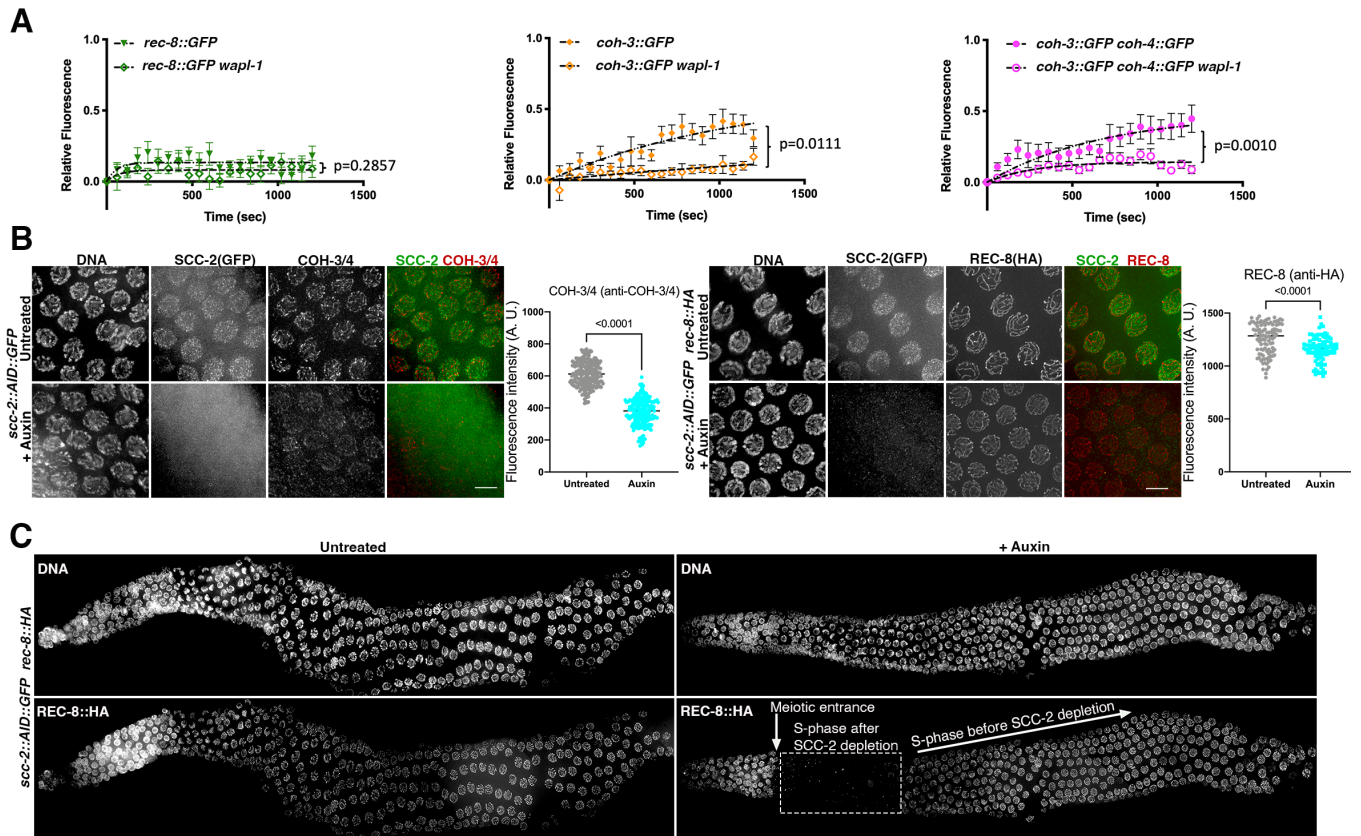 A
1.0
0.5
0.0
Relative Fluorescence
rec-8::GFP
rec-8::GFP wapl-1
p=0.2857
500
1000
1500
Time (sec)
1.0
0.5
0.0
Relative Fluorescence
coh-3::GFP
coh-3::GFP wapl-1
p=0.0111
500
1000
1500
Time (sec)
1.0
0.5
0.0
Relative Fluorescence
coh-3::GFP coh-4::GFP
coh-3::GFP coh-4::GFP wapl-1
p=0.0010
500
1000
1500
Time (sec)
B
DNA
SCC-2(GFP)
COH-3/4
SCC-2 COH-3/4
scc-2::AID::GFP
Untreated
+ Auxin
COH-3/4 (anti-COH-3/4)
<0.0001
Fluorescence intensity (A. U.)
1000
800
600
400
200
0
Untreated
Auxin
DNA
SCC-2(GFP)
REC-8(HA)
SCC-2 REC-8
scc-2::AID::GFP rec-8::HA
Untreated
+ Auxin
REC-8 (anti-HA)
<0.0001
Fluorescence intensity (A. U.)
1500
1000
500
0
Untreated
Auxin
C
Untreated
+ Auxin
scc-2::AID::GFP rec-8::HA
DNA
DNA
REC-8::HA
REC-8::HA
Meiotic entrance
S-phase after
SCC-2 depletion
S-phase before SCC-2 depletion